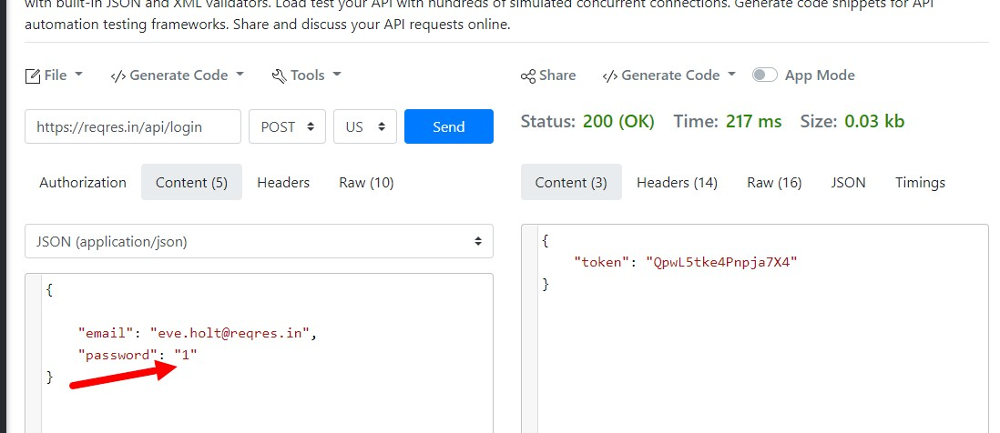 with built-in JSON and XML validators. Load test your API with hundreds of simulated concurrent connections. Generate code snippets for API
automation testing frameworks. Share and discuss your API requests online.
File </> Generate Code Tools Share </> Generate Code App Mode
https://reqres.in/api/login POST US Send Status: 200 (OK) Time: 217 ms Size: 0.03 kb
Authorization Content (5) Headers Raw (10) Content (3) Headers (14) Raw (16) JSON Timings
JSON (application/json)
{
"email": "eve.holt@reqres.in",
"password": "1"
}
{
"token": "QpwL5tke4Pnpja7X4"
}